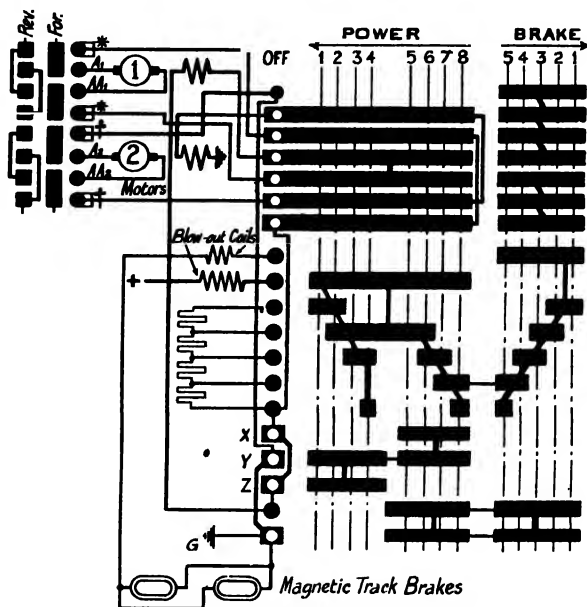 Rev. For.
POWER BRAKE
OFF
1 2 3 4 5 6 7 8 5 4 3 2 1
*
A₁ 1
AA₁
*
+
A₂ 2
AA₂
Motors
+
Blow-out Coils
+
X
Y
Z
G
Magnetic Track Brakes